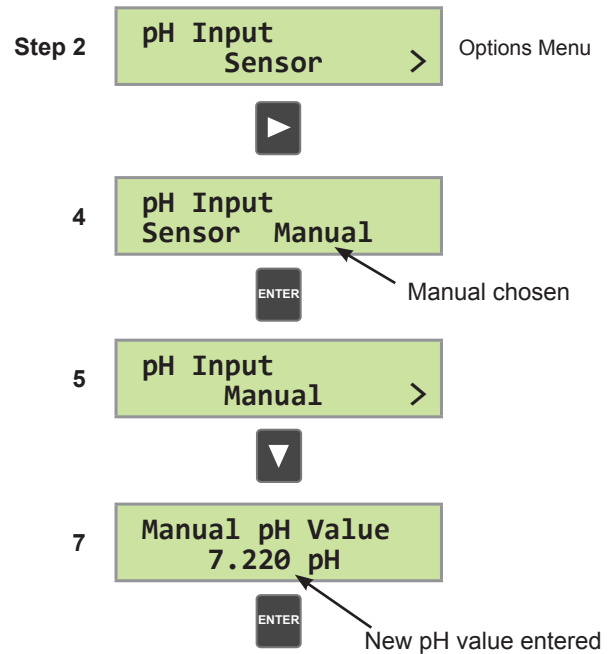 Step 2
pH Input
Sensor >
Options Menu
4
pH Input
Sensor Manual
ENTER
Manual chosen
5
pH Input
Manual >
7
Manual pH Value
7.220 pH
ENTER
New pH value entered